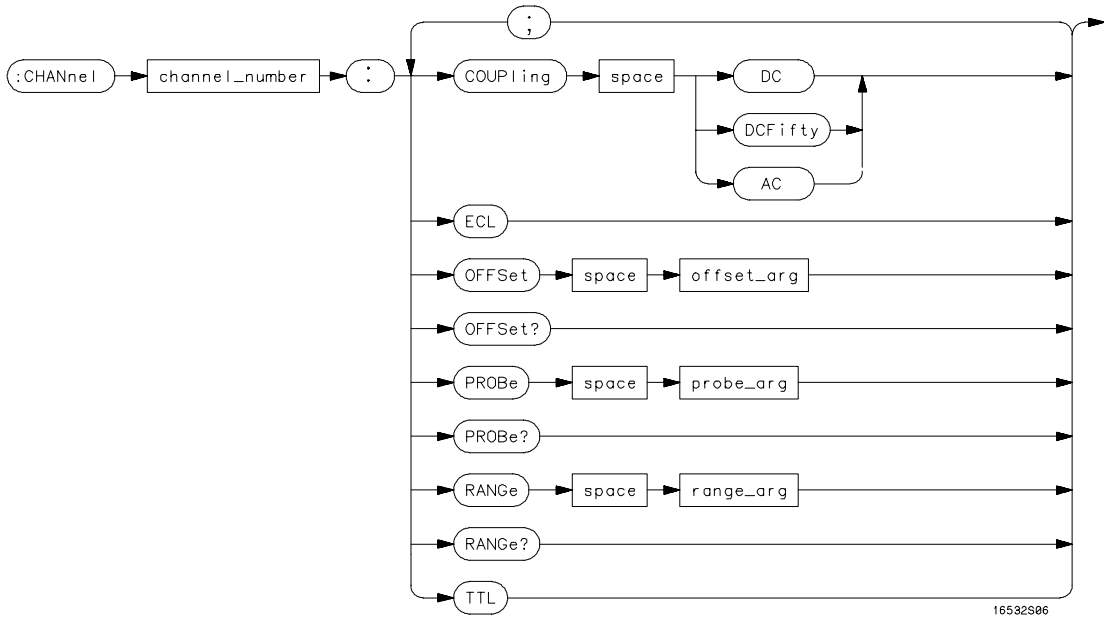 ;
:CHANnel channel_number : COUPling space DC
DCFifty
AC
ECL
OFFSet space offset_arg
OFFSet?
PROBe space probe_arg
PROBe?
RANGe space range_arg
RANGe?
TTL
16532S06